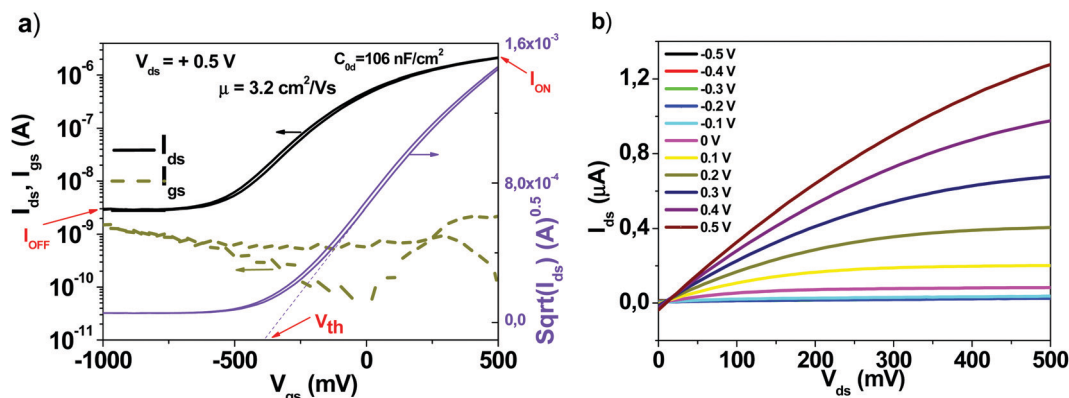 a)
V_ds = + 0.5 V
C_0d=106 nF/cm²
μ = 3.2 cm²/Vs
I_ON
I_ds
I_gs
I_OFF
V_th
10⁻⁶
10⁻⁷
10⁻⁸
10⁻⁹
10⁻¹⁰
10⁻¹¹
I_ds, I_gs (A)
-1000
-500
0
500
V_gs (mV)
1,6x10⁻³
8,0x10⁻⁴
0,0
Sqrt(I_ds) (A)^0.5
b)
-0.5 V
-0.4 V
-0.3 V
-0.2 V
-0.1 V
0 V
0.1 V
0.2 V
0.3 V
0.4 V
0.5 V
1,2
0,8
0,4
0,0
I_ds (μA)
0
100
200
300
400
500
V_ds (mV)